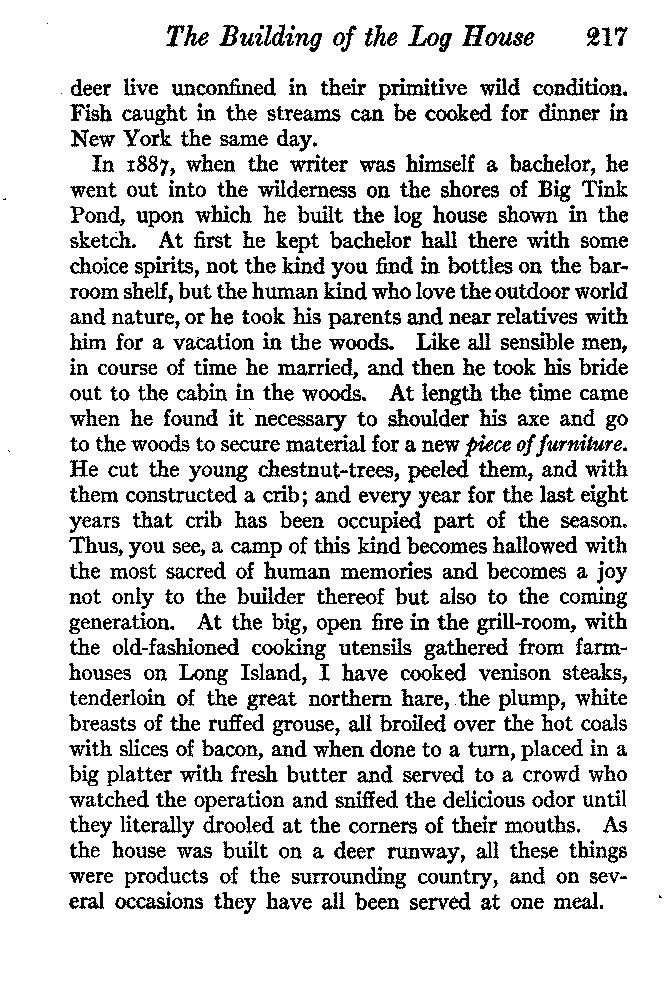 The Building of the Log House 217
deer live unconfined in their primitive wild condition.
Fish caught in the streams can be cooked for dinner in
New York the same day.
In 1887, when the writer was himself a bachelor, he
went out into the wilderness on the shores of Big Tink
Pond, upon which he built the log house shown in the
sketch. At first he kept bachelor hall there with some
choice spirits, not the kind you find in bottles on the bar-
room shelf, but the human kind who love the outdoor world
and nature, or he took his parents and near relatives with
him for a vacation in the woods. Like all sensible men,
in course of time he married, and then he took his bride
out to the cabin in the woods. At length the time came
when he found it necessary to shoulder his axe and go
to the woods to secure material for a new piece of furniture.
He cut the young chestnut-trees, peeled them, and with
them constructed a crib; and every year for the last eight
years that crib has been occupied part of the season.
Thus, you see, a camp of this kind becomes hallowed with
the most sacred of human memories and becomes a joy
not only to the builder thereof but also to the coming
generation. At the big, open fire in the grill-room, with
the old-fashioned cooking utensils gathered from farm-
houses on Long Island, I have cooked venison steaks,
tenderloin of the great northern hare, the plump, white
breasts of the ruffed grouse, all broiled over the hot coals
with slices of bacon, and when done to a turn, placed in a
big platter with fresh butter and served to a crowd who
watched the operation and sniffed the delicious odor until
they literally drooled at the corners of their mouths. As
the house was built on a deer runway, all these things
were products of the surrounding country, and on sev-
eral occasions they have all been served at one meal.